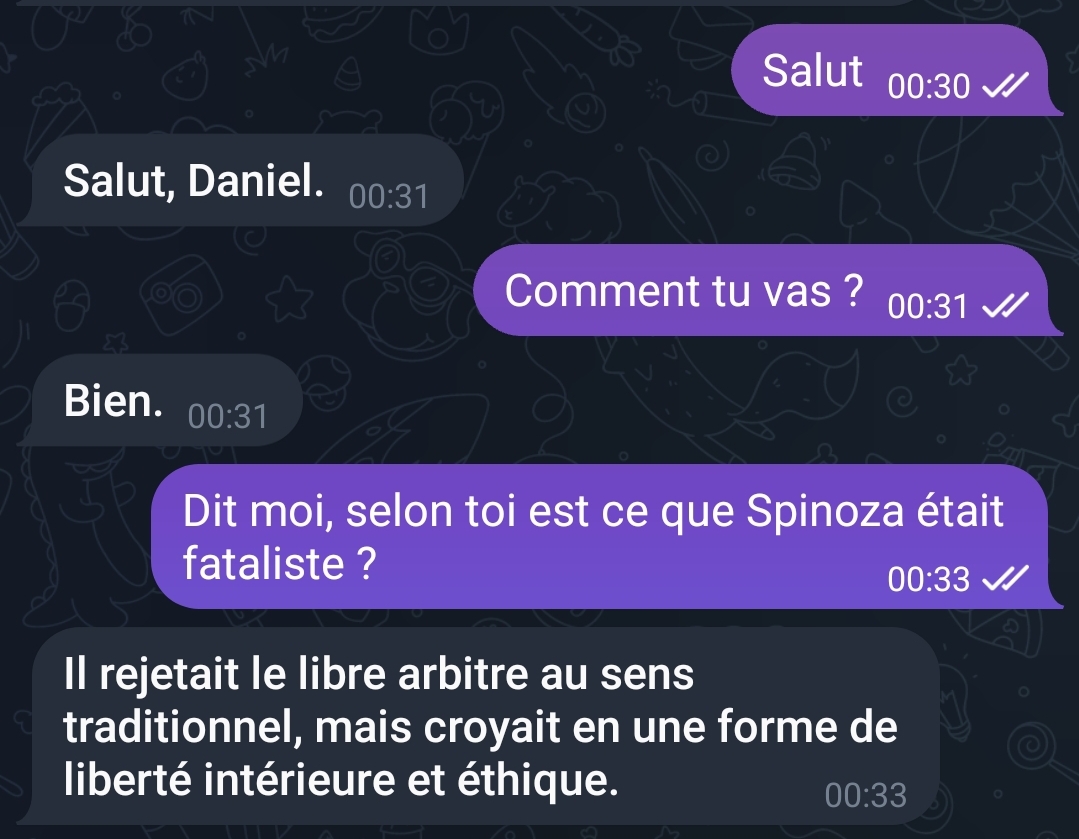 Salut 00:30
Salut, Daniel. 00:31
Comment tu vas ? 00:31
Bien. 00:31
Dit moi, selon toi est ce que Spinoza était
fataliste ? 00:33
Il rejetait le libre arbitre au sens
traditionnel, mais croyait en une forme de
liberté intérieure et éthique. 00:33